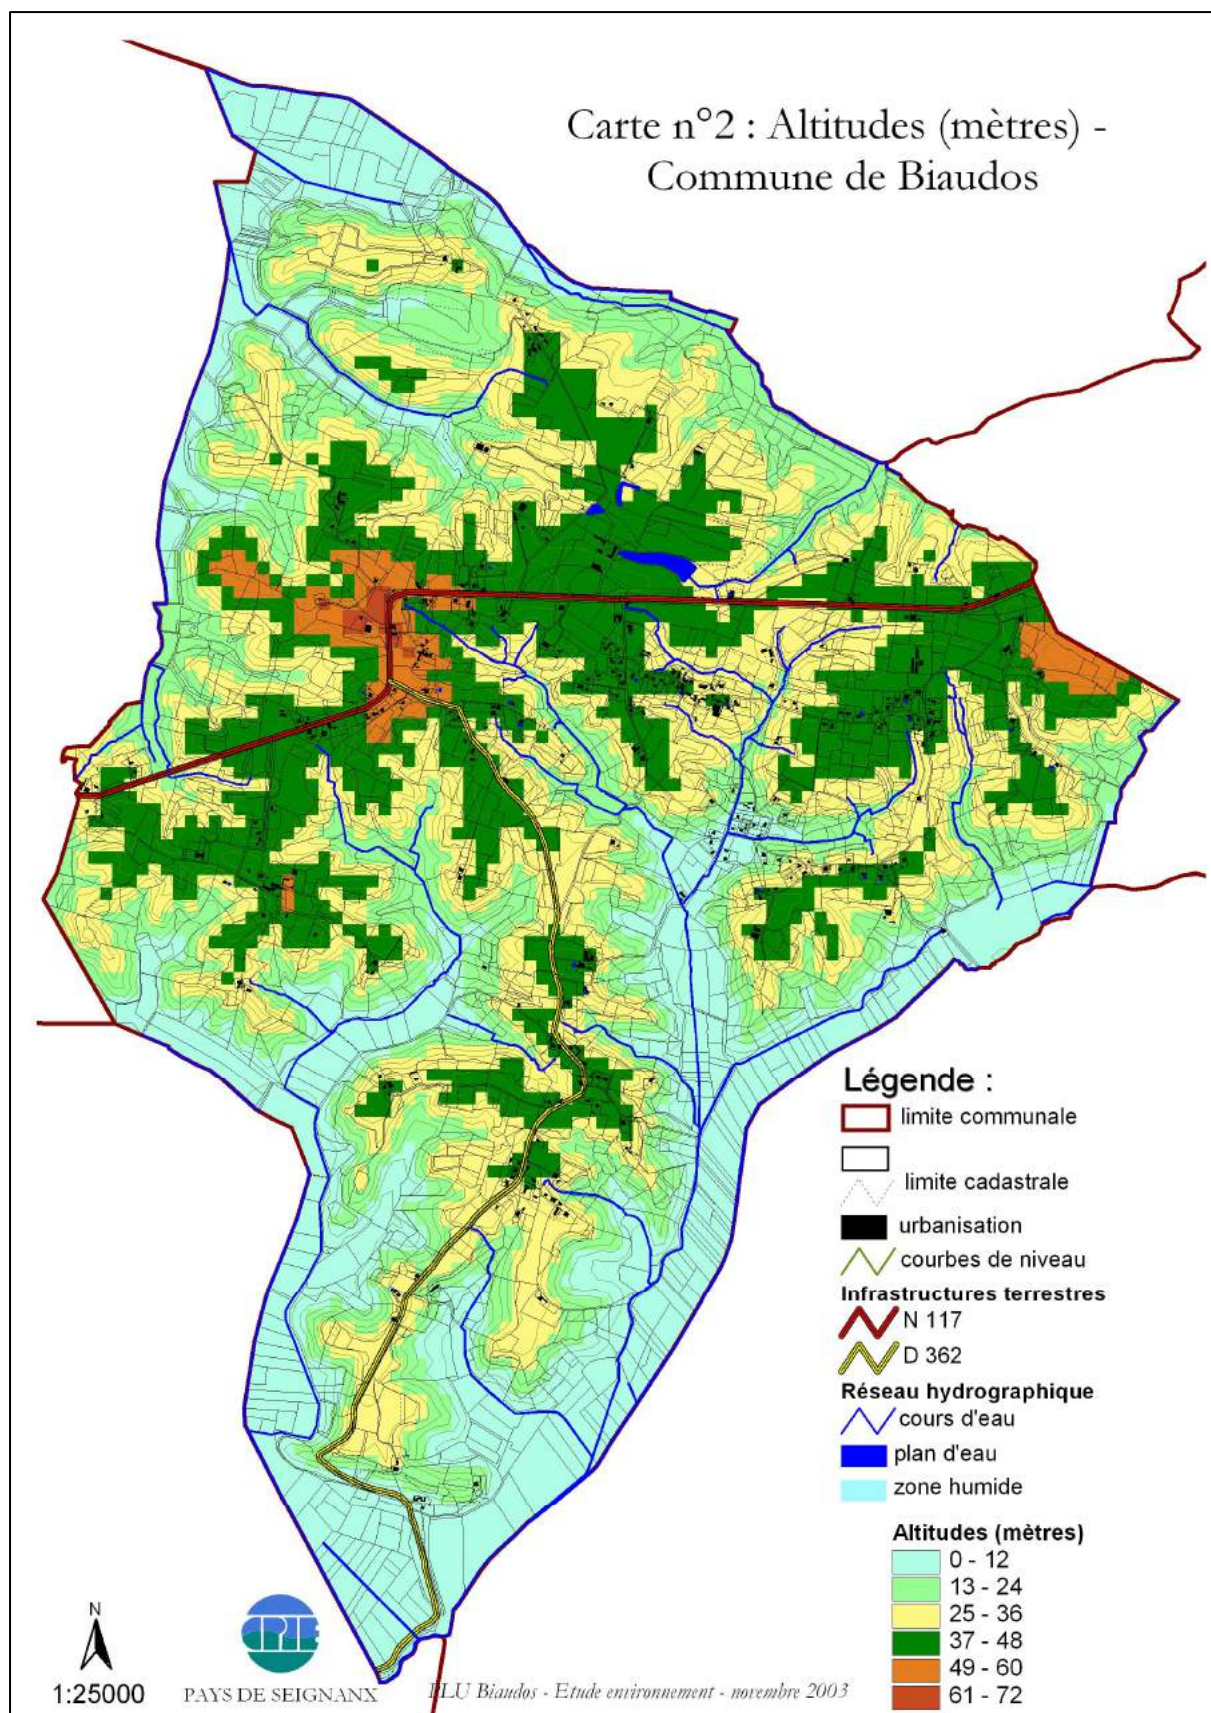 Carte n°2 : Altitudes (mètres) -
Commune de Biaudos
Légende :
limite communale
limite cadastrale
urbanisation
courbes de niveau
Infrastructures terrestres
N 117
D 362
Réseau hydrographique
cours d'eau
plan d'eau
zone humide
Altitudes (mètres)
0 - 12
13 - 24
25 - 36
37 - 48
49 - 60
61 - 72
N
1:25000
CPIE
PAYS DE SEIGNANX
PLU Biaudos - Etude environnement - novembre 2003